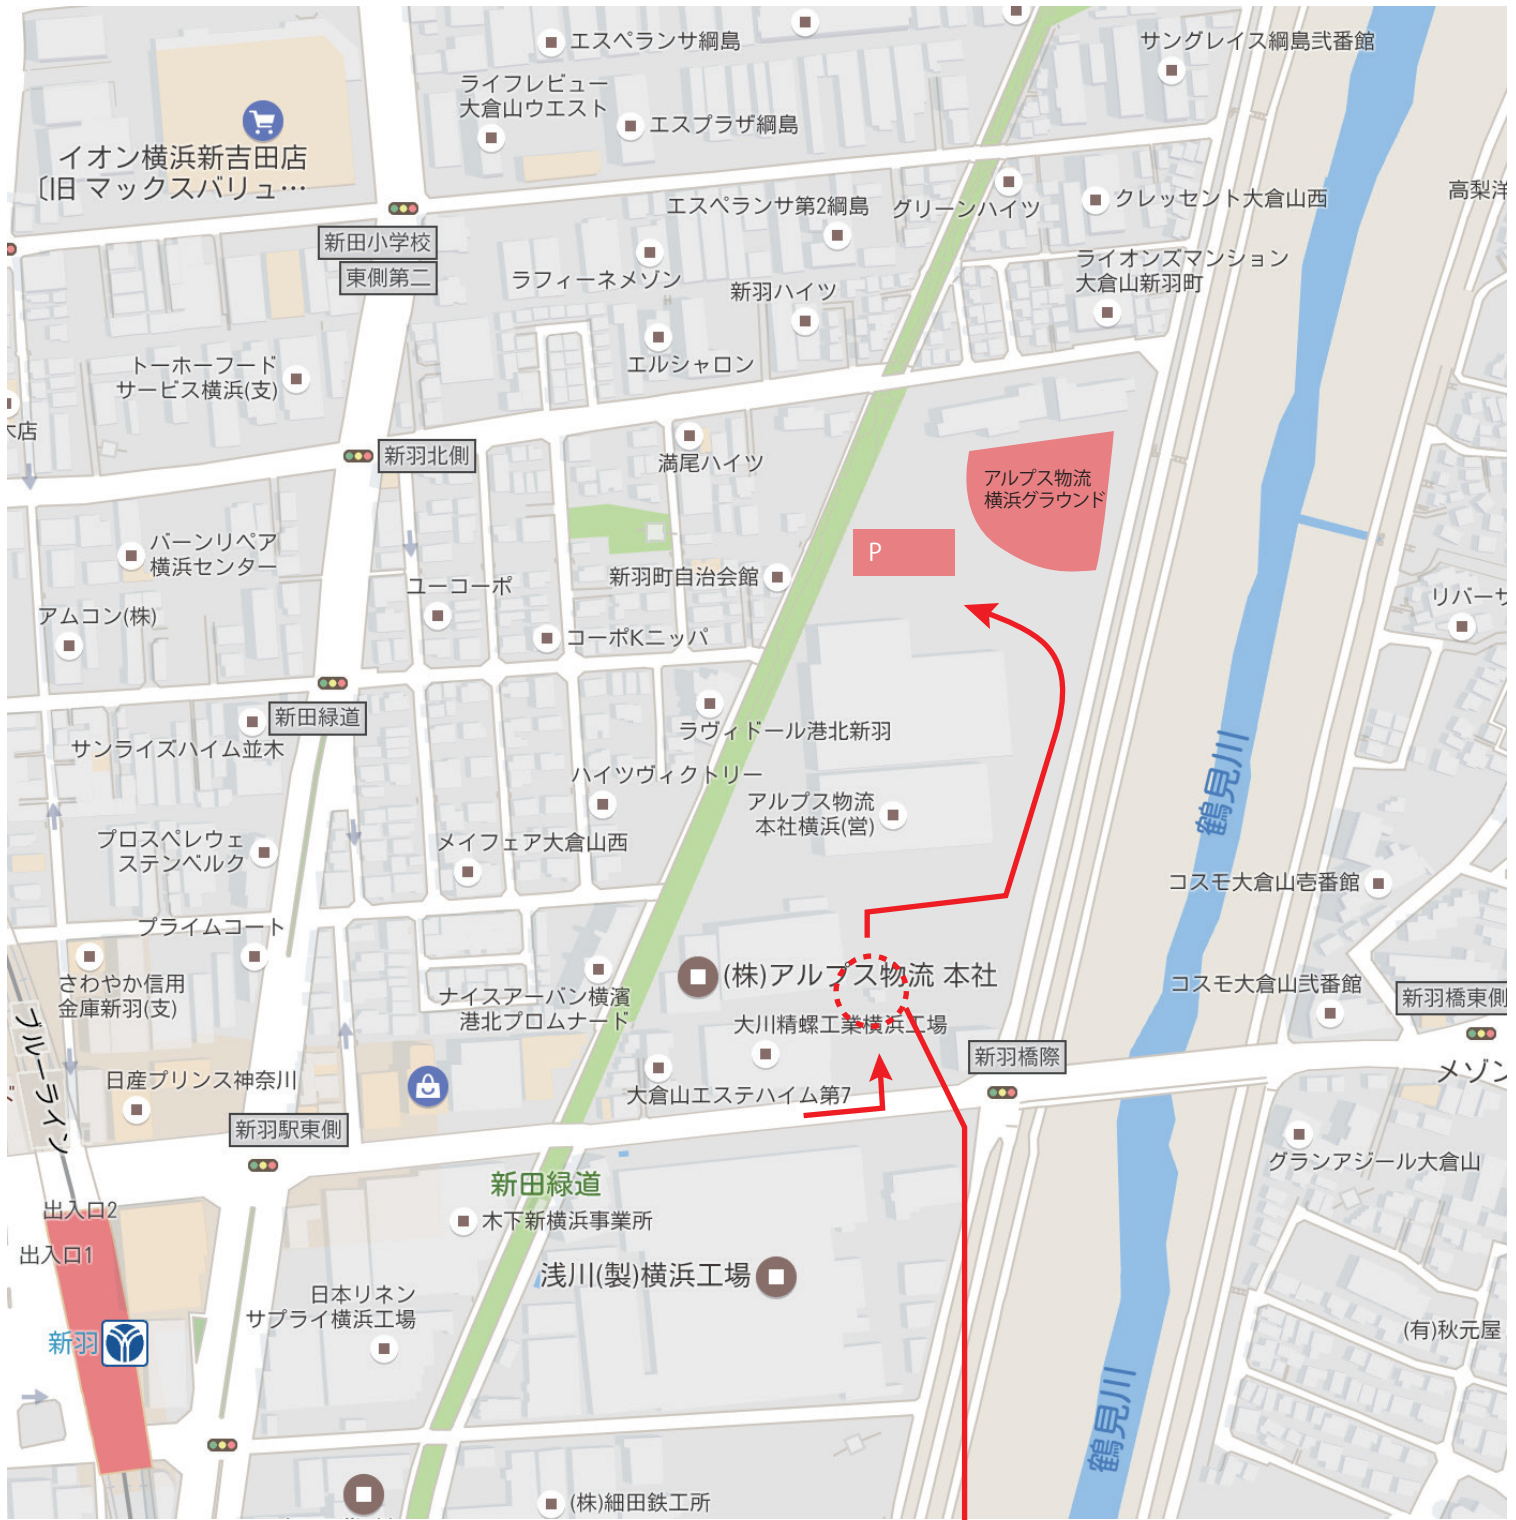 エスペランサ綱島
サングレイス綱島弐番館
ライフレビュー
大倉山ウエスト
エスプラザ綱島
イオン横浜新吉田店
〔旧 マックスバリュ…
高梨洋
エスペランサ第2綱島
グリーンハイツ
クレッセント大倉山西
新田小学校
東側第二
ラフィーネメゾン
新羽ハイツ
ライオンズマンション
大倉山新羽町
トーホーフード
サービス横浜(支)
エルシャロン
店
新羽北側
満尾ハイツ
アルプス物流
横浜グラウンド
バーンリペア
横浜センター
P
ユーコーポ
新羽町自治会館
アムコン(株)
リバーサ
コーポKニッパ
新田緑道
サンライズハイム並木
ラヴィドール港北新羽
鶴見川
ハイツヴィクトリー
アルプス物流
本社横浜(営)
プロスペレウェ
ステンベルク
メイフェア大倉山西
コスモ大倉山壱番館
プライムコート
さわやか信用
金庫新羽(支)
ナイスアーバン横濱
港北プロムナード
(株)アルプス物流 本社
コスモ大倉山弐番館
新羽橋東側
大川精螺工業横浜工場
新羽橋際
ブルーライン
日産プリンス神奈川
大倉山エステハイム第7
メゾン
新羽駅東側
グランアジール大倉山
新田緑道
出入口2
木下新横浜事業所
出入口1
浅川(製)横浜工場
日本リネン
サプライ横浜工場
新羽
(有)秋元屋
鶴見川
(株)細田鉄工所